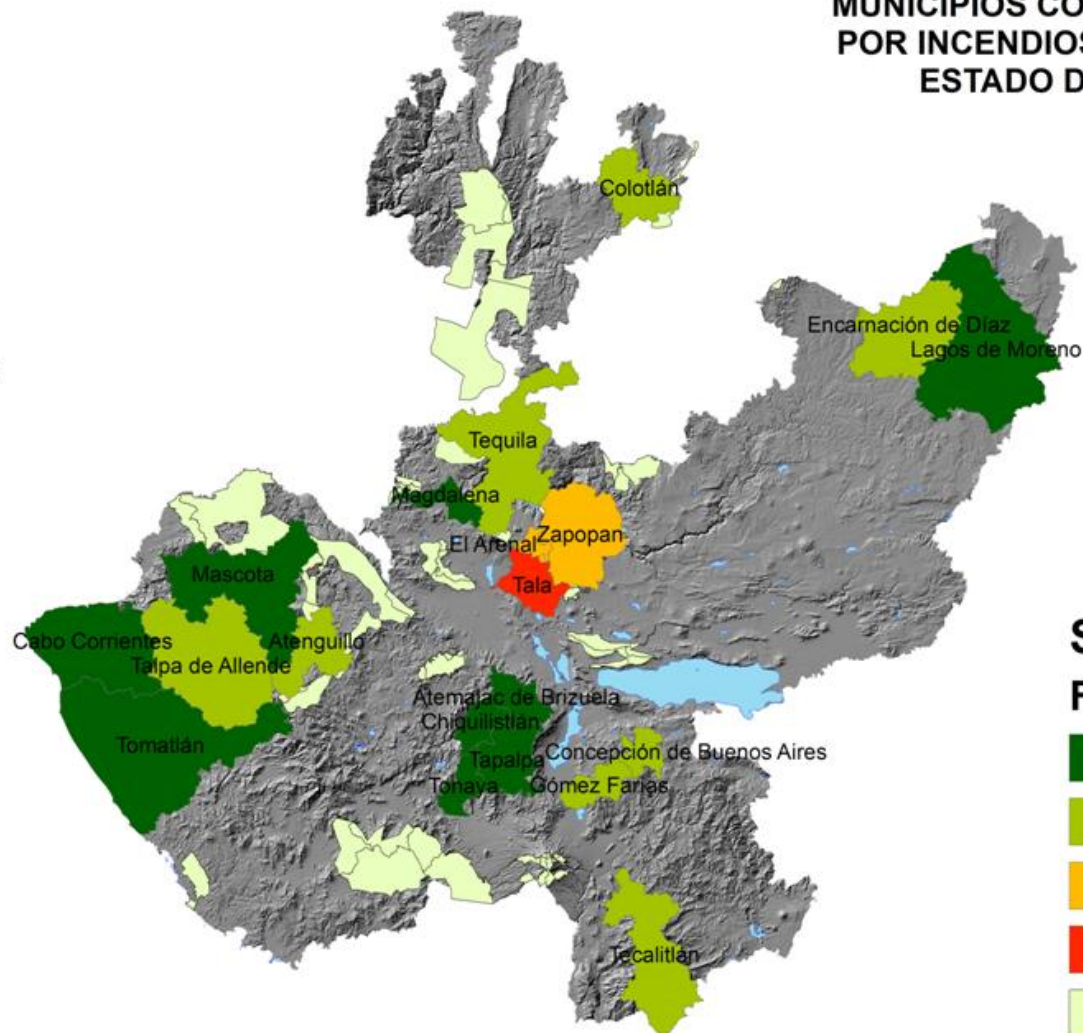 MUNICIPIOS CO
POR INCENDIOS
ESTADO D
Colotlán
Encarnación de Díaz
Lagos de Moreno
Tequila
Magdalena
Zapopan
El Arenal
Tala
Mascota
Cabo Corrientes
Atenguillo
Talpa de Allende
Atemajac de Brizuela
Chiquilistlán
Tomatlán
Concepción de Buenos Aires
Tapalpa
Tonaya
Gómez Farías
Tecalitlán
S